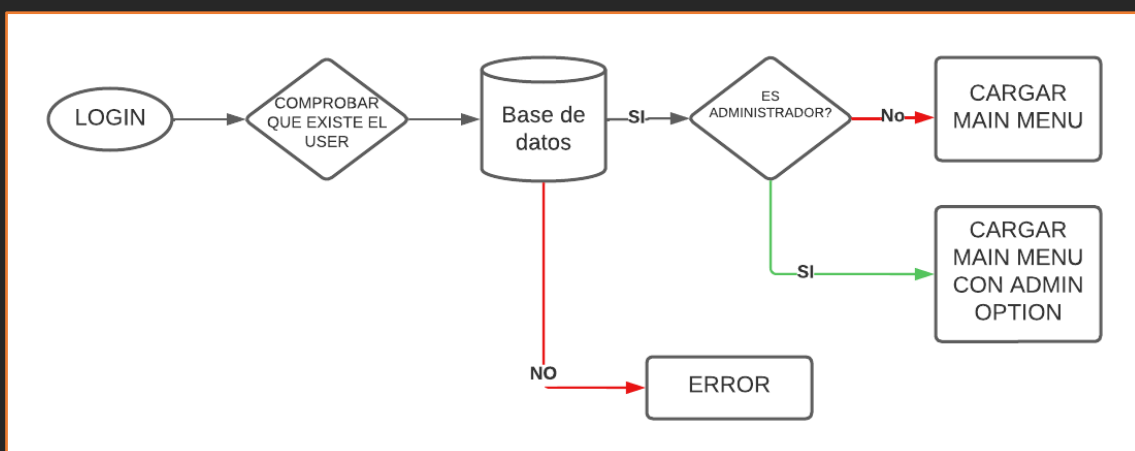 LOGIN
COMPROBAR
QUE EXISTE EL
USER
Base de
datos
SI
ES
ADMINISTRADOR?
No
CARGAR
MAIN MENU
SI
CARGAR
MAIN MENU
CON ADMIN
OPTION
NO
ERROR